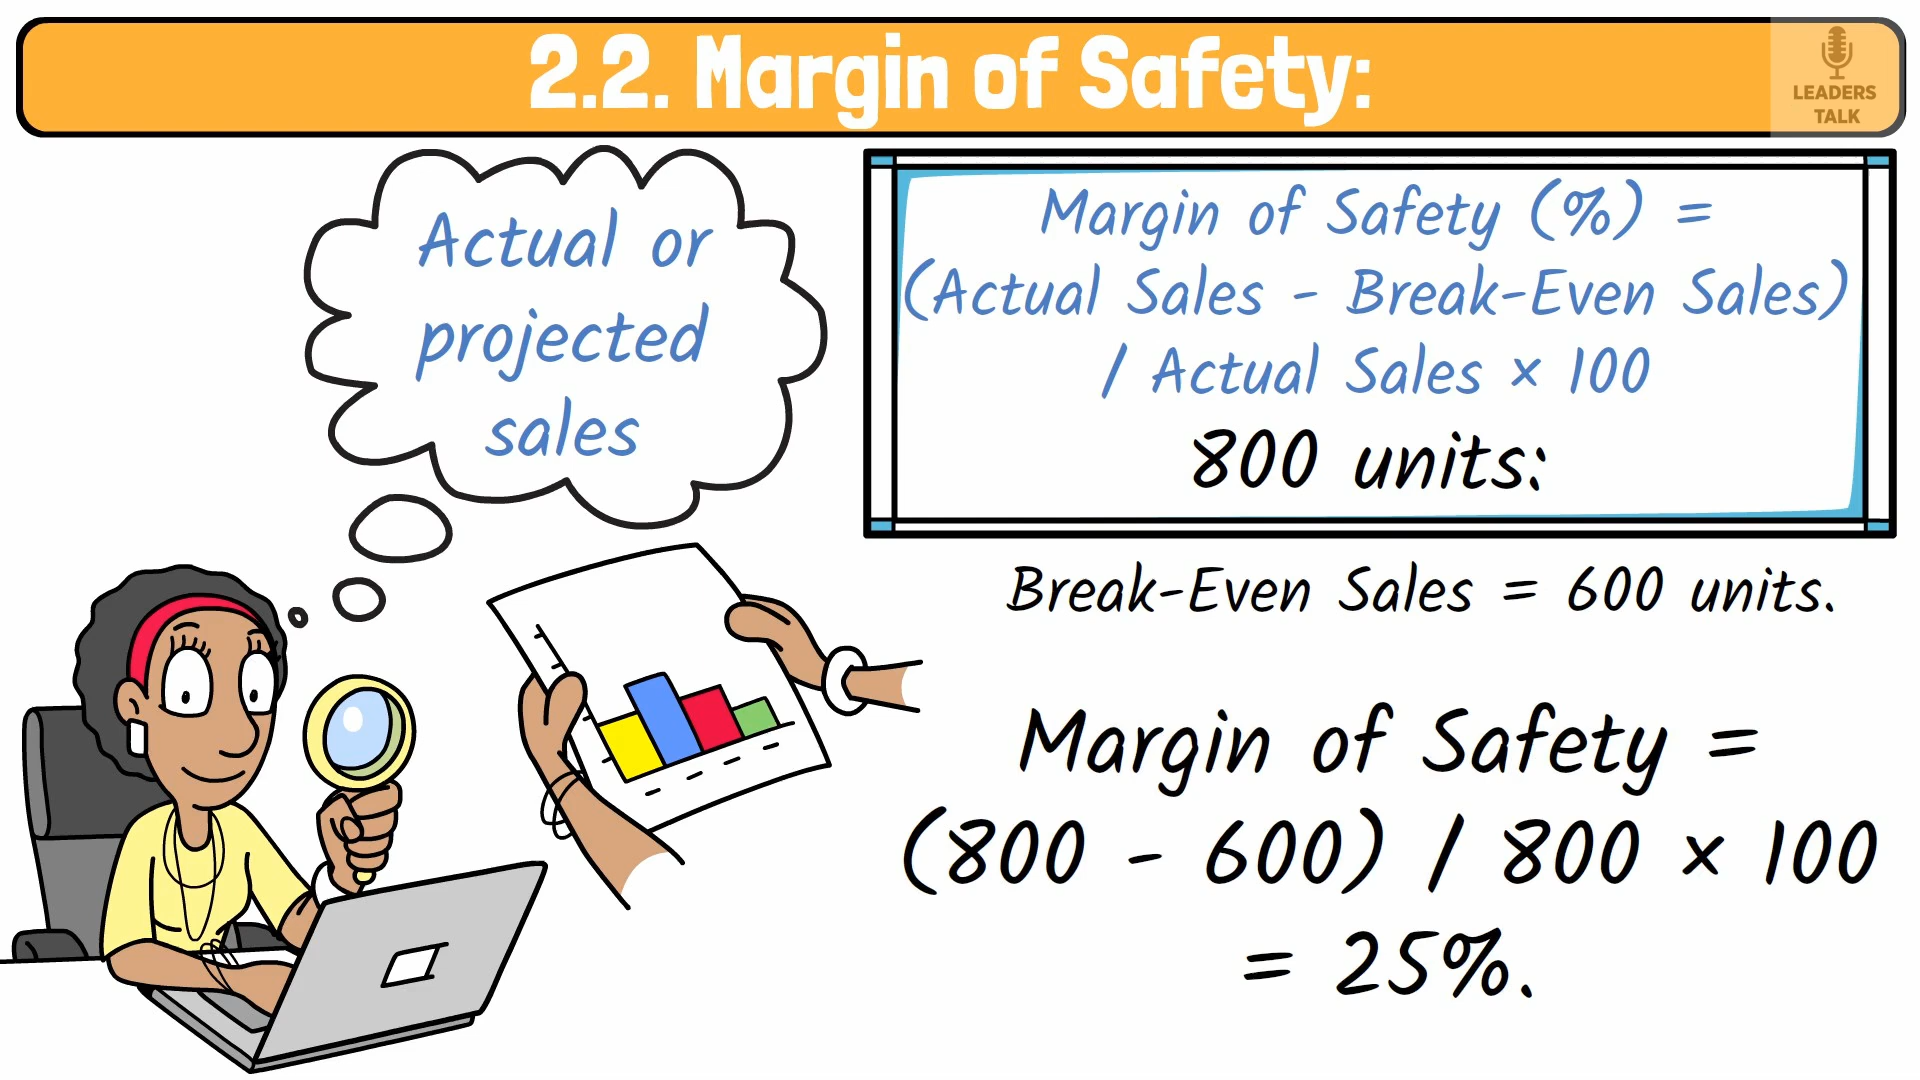 2.2. Margin of Safety:
LEADERS
TALK
Actual or
projected
sales
Margin of Safety (%) =
(Actual Sales - Break-Even Sales)
/ Actual Sales × 100
800 units:
Break-Even Sales = 600 units.
Margin of Safety =
(800 - 600) / 800 × 100
= 25%.